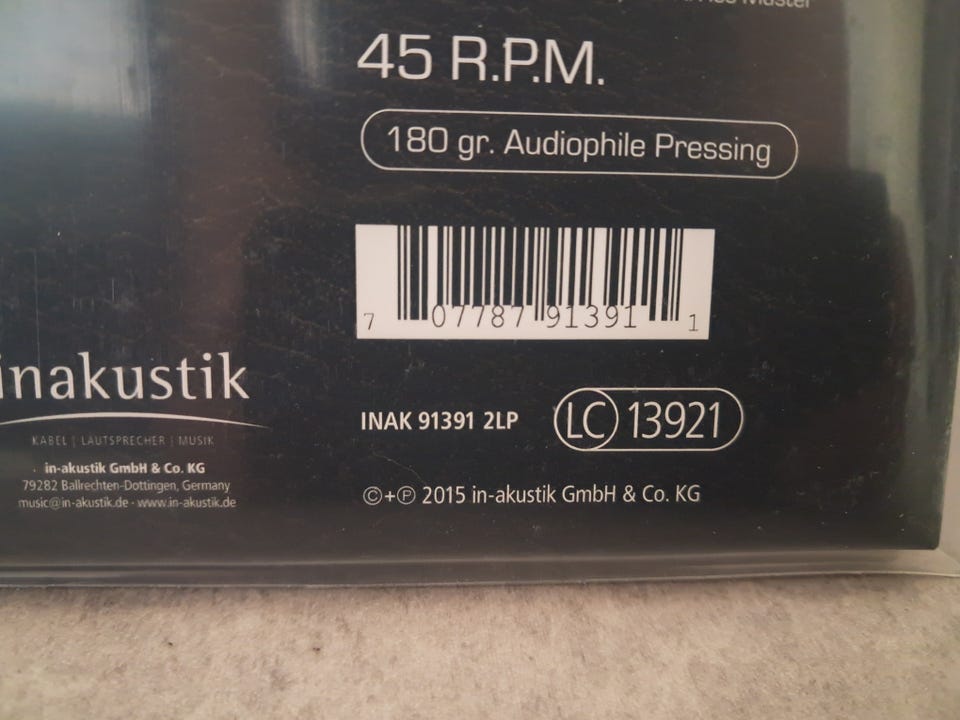 Muster
45 R.P.M.
180 gr. Audiophile Pressing
7 07787 91391 1
inakustik
KABEL | LAUTSPRECHER | MUSIK
in-akustik GmbH & Co. KG
79282 Ballrechten-Dottingen, Germany
music@in-akustik.de · www.in-akustik.de
INAK 91391 2LP
LC 13921
©+℗ 2015 in-akustik GmbH & Co. KG